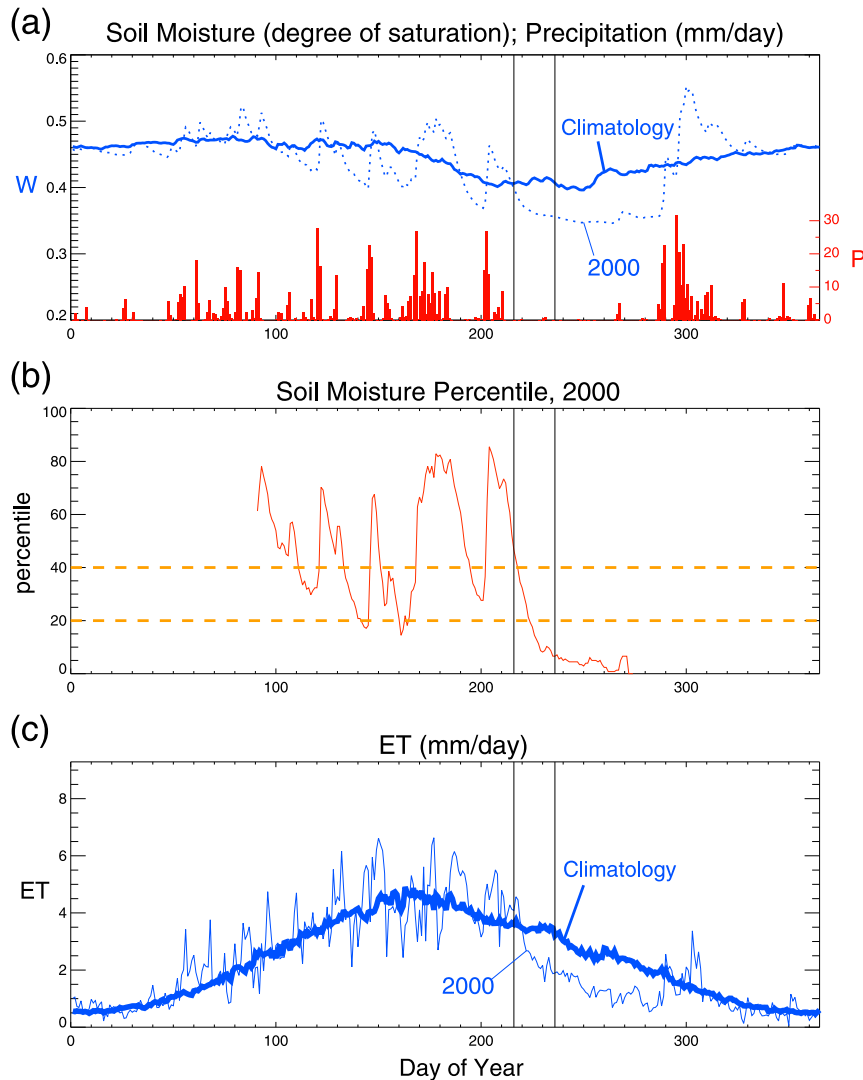 (a)
Soil Moisture (degree of saturation); Precipitation (mm/day)
0.6
0.5
0.4
0.3
0.2
W
Climatology
2000
30
20
10
0
P
0
100
200
300
(b)
Soil Moisture Percentile, 2000
100
80
60
40
20
0
percentile
0
100
200
300
(c)
ET (mm/day)
8
6
4
2
0
ET
Climatology
2000
0
100
200
300
Day of Year